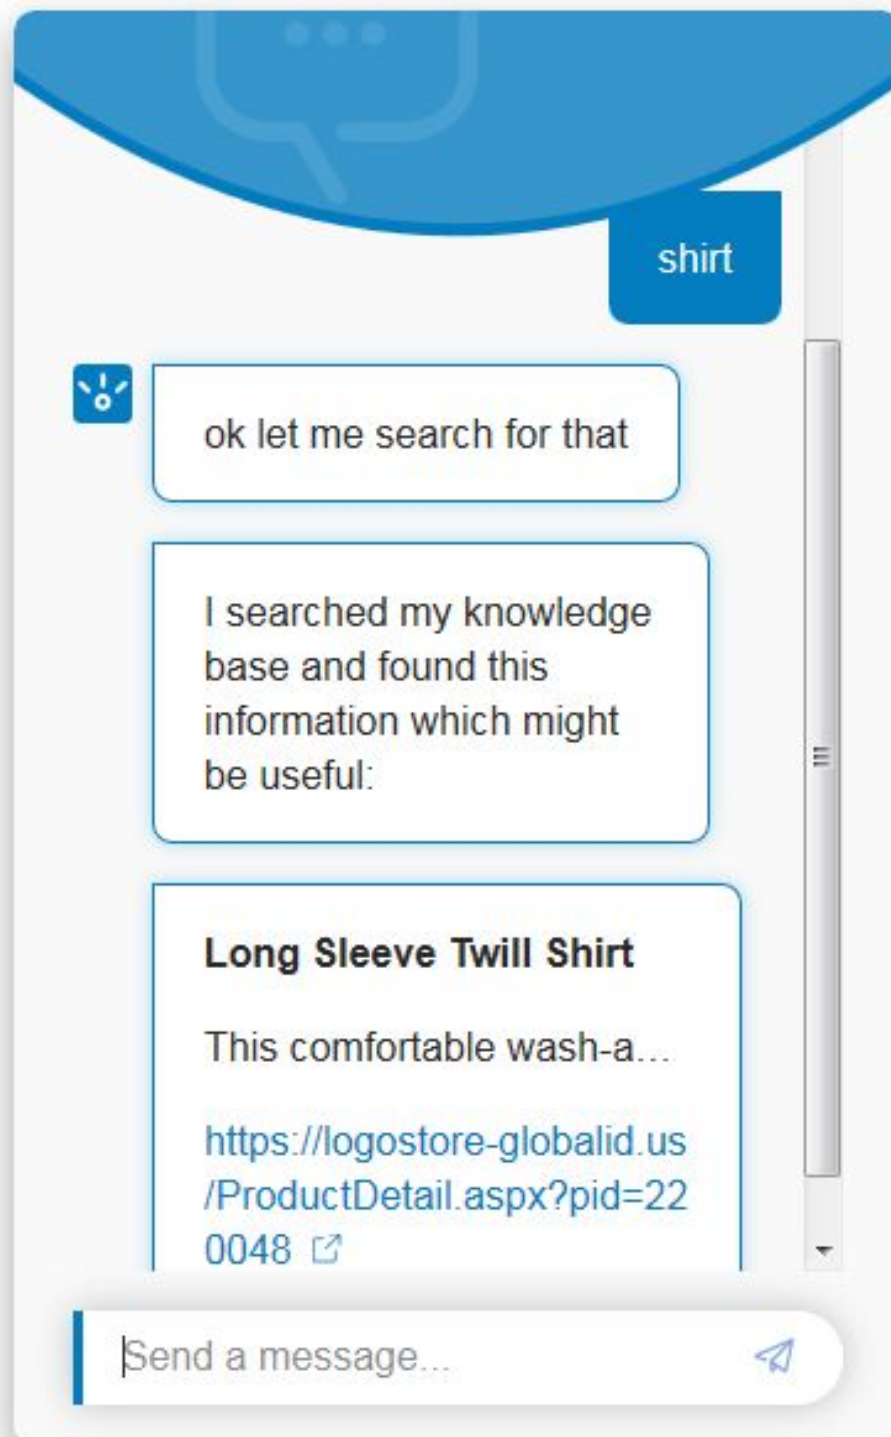 shirt
ok let me search for that
I searched my knowledge
base and found this
information which might
be useful:
Long Sleeve Twill Shirt
This comfortable wash-a...
https://logostore-globalid.us
/ProductDetail.aspx?pid=22
0048
Send a message...